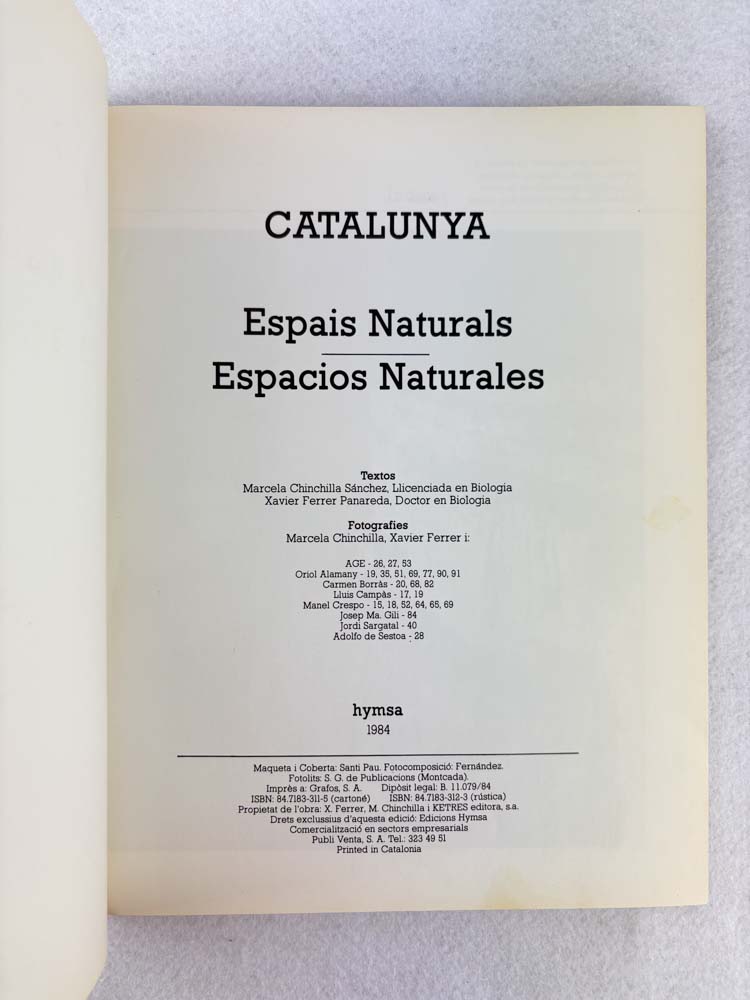 CATALUNYA
Espais Naturals
Espacios Naturales
Textos
Marcela Chinchilla Sánchez, Llicenciada en Biologia
Xavier Ferrer Panareda, Doctor en Biologia
Fotografies
Marcela Chinchilla, Xavier Ferrer i:
AGE - 26, 27, 53
Oriol Alamany - 19, 35, 51, 69, 77, 90, 91
Carmen Borràs - 20, 68, 82
Lluis Campàs - 17, 19
Manel Crespo - 15, 18, 52, 64, 65, 69
Josep Ma. Gili - 84
Jordi Sargatal - 40
Adolfo de Sestoa - 28
hymsa
1984
Maqueta i Coberta: Santi Pau. Fotocomposició: Fernández.
Fotolits: S. G. de Publicacions (Montcada).
Imprès a: Grafos, S. A. Dipòsit legal: B. 11.079/84
ISBN: 84.7183-311-5 (cartoné) ISBN: 84.7183-312-3 (rústica)
Propietat de l'obra: X. Ferrer, M. Chinchilla i KETRES editora, s.a.
Drets exclussius d'aquesta edició: Edicions Hymsa
Comercialització en sectors empresarials
Publi Venta, S. A. Tel.: 323 49 51
Printed in Catalonia